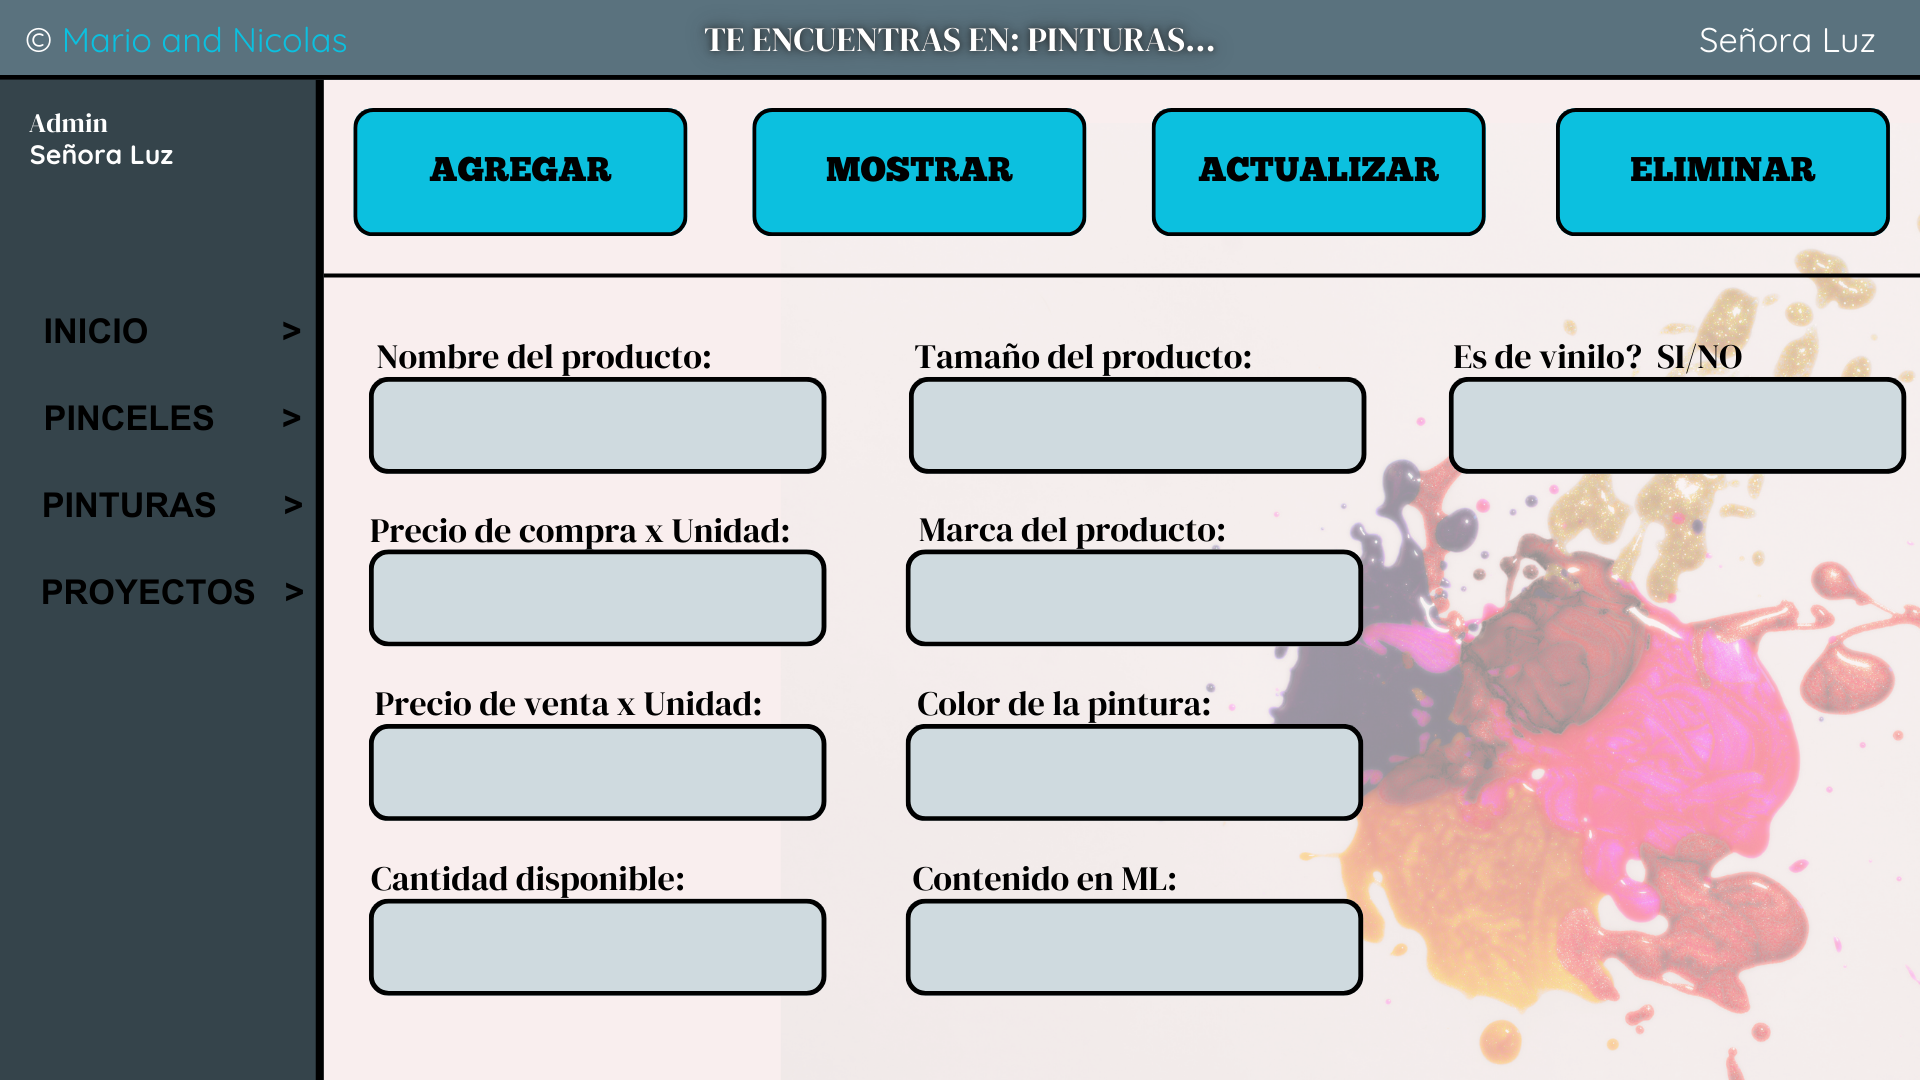 © Mario and Nicolas
TE ENCUENTRAS EN: PINTURAS...
Señora Luz
Admin
Señora Luz
INICIO >
PINCELES >
PINTURAS >
PROYECTOS >
AGREGAR
MOSTRAR
ACTUALIZAR
ELIMINAR
Nombre del producto:
Tamaño del producto:
Es de vinilo? SI/NO
Precio de compra x Unidad:
Marca del producto:
Precio de venta x Unidad:
Color de la pintura:
Cantidad disponible:
Contenido en ML: